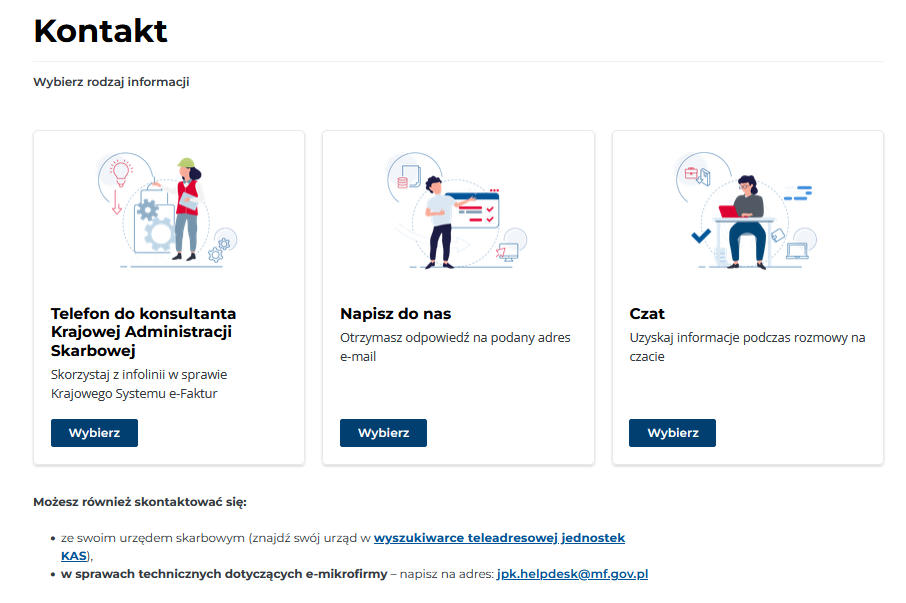 Kontakt
Wybierz rodzaj informacji
Telefon do konsultanta
Krajowej Administracji
Skarbowej
Skorzystaj z infolinii w sprawie
Krajowego Systemu e-Faktur
Wybierz
Napisz do nas
Otrzymasz odpowiedź na podany adres
e-mail
Wybierz
Czat
Uzyskaj informacje podczas rozmowy na
czacie
Wybierz
Możesz również skontaktować się:
• ze swoim urzędem skarbowym (znajdź swój urząd w wyszukiwarce teleadresowej jednostek
KAS),
• w sprawach technicznych dotyczących e-mikrofirmy – napisz na adres: jpk.helpdesk@mf.gov.pl